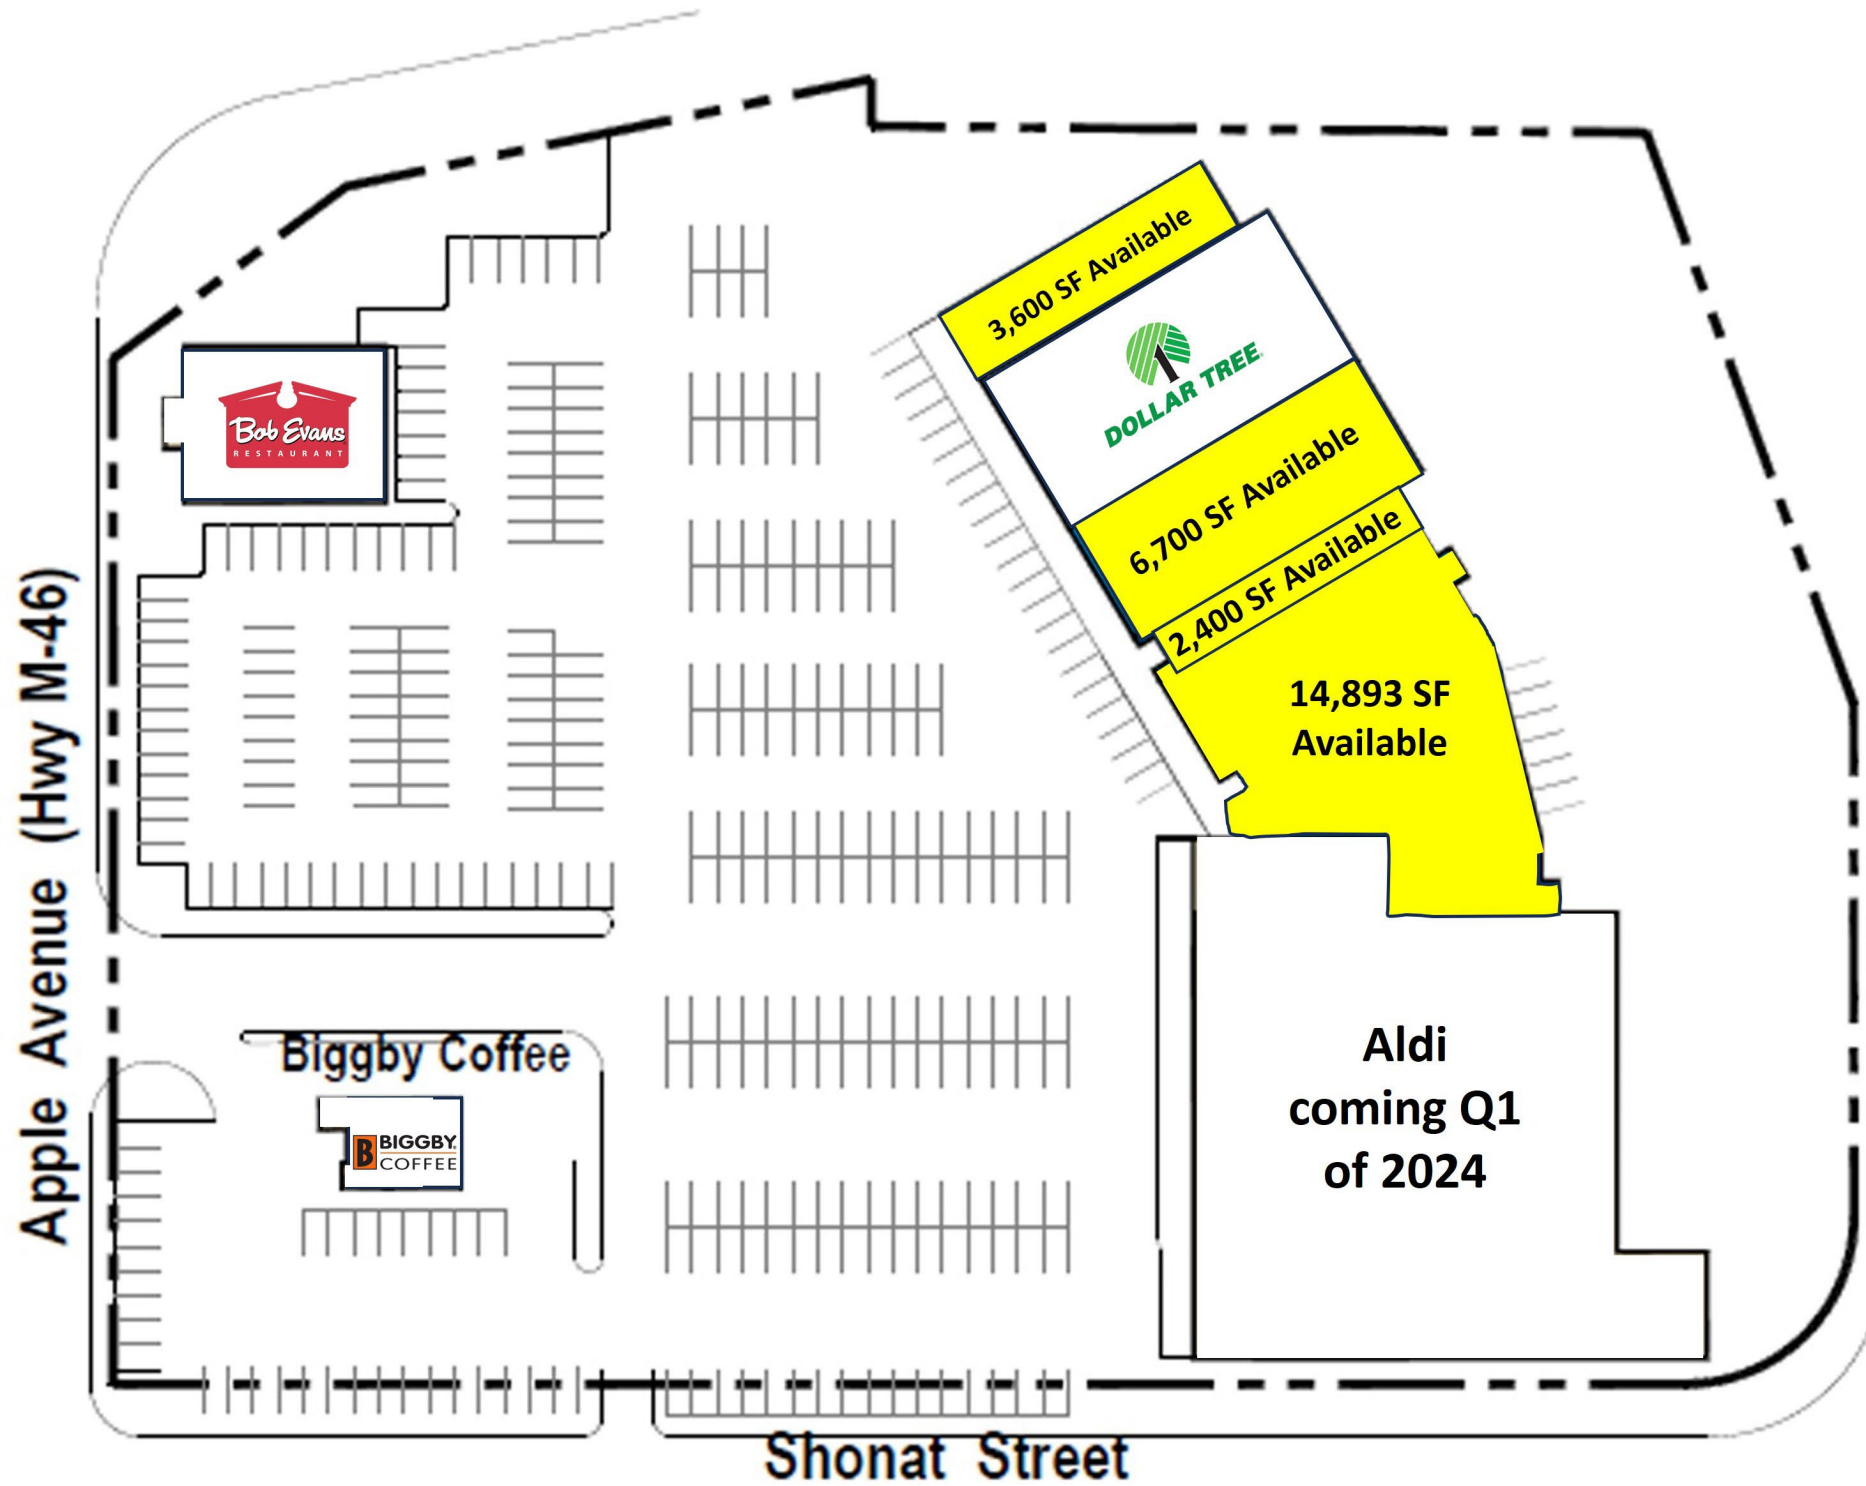 3,600 SF Available
DOLLAR TREE
Bob Evans
RESTAURANT
6,700 SF Available
2,400 SF Available
14,893 SF
Available
Apple Avenue (Hwy M-46)
Biggby Coffee
B BIGGBY
COFFEE
Aldi
coming Q1
of 2024
Shonat Street